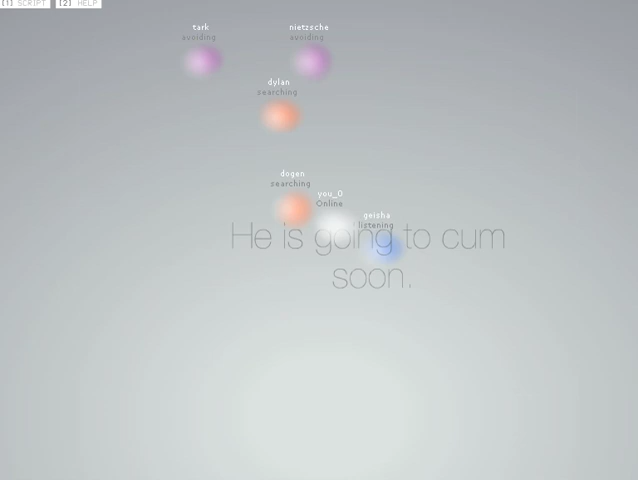 [1] SCRIPT [2] HELP
tark nietzsche
avoiding avoiding
dylan
searching
dogen
searching
you_0
Online
geisha
listening
He is going to cum
soon.